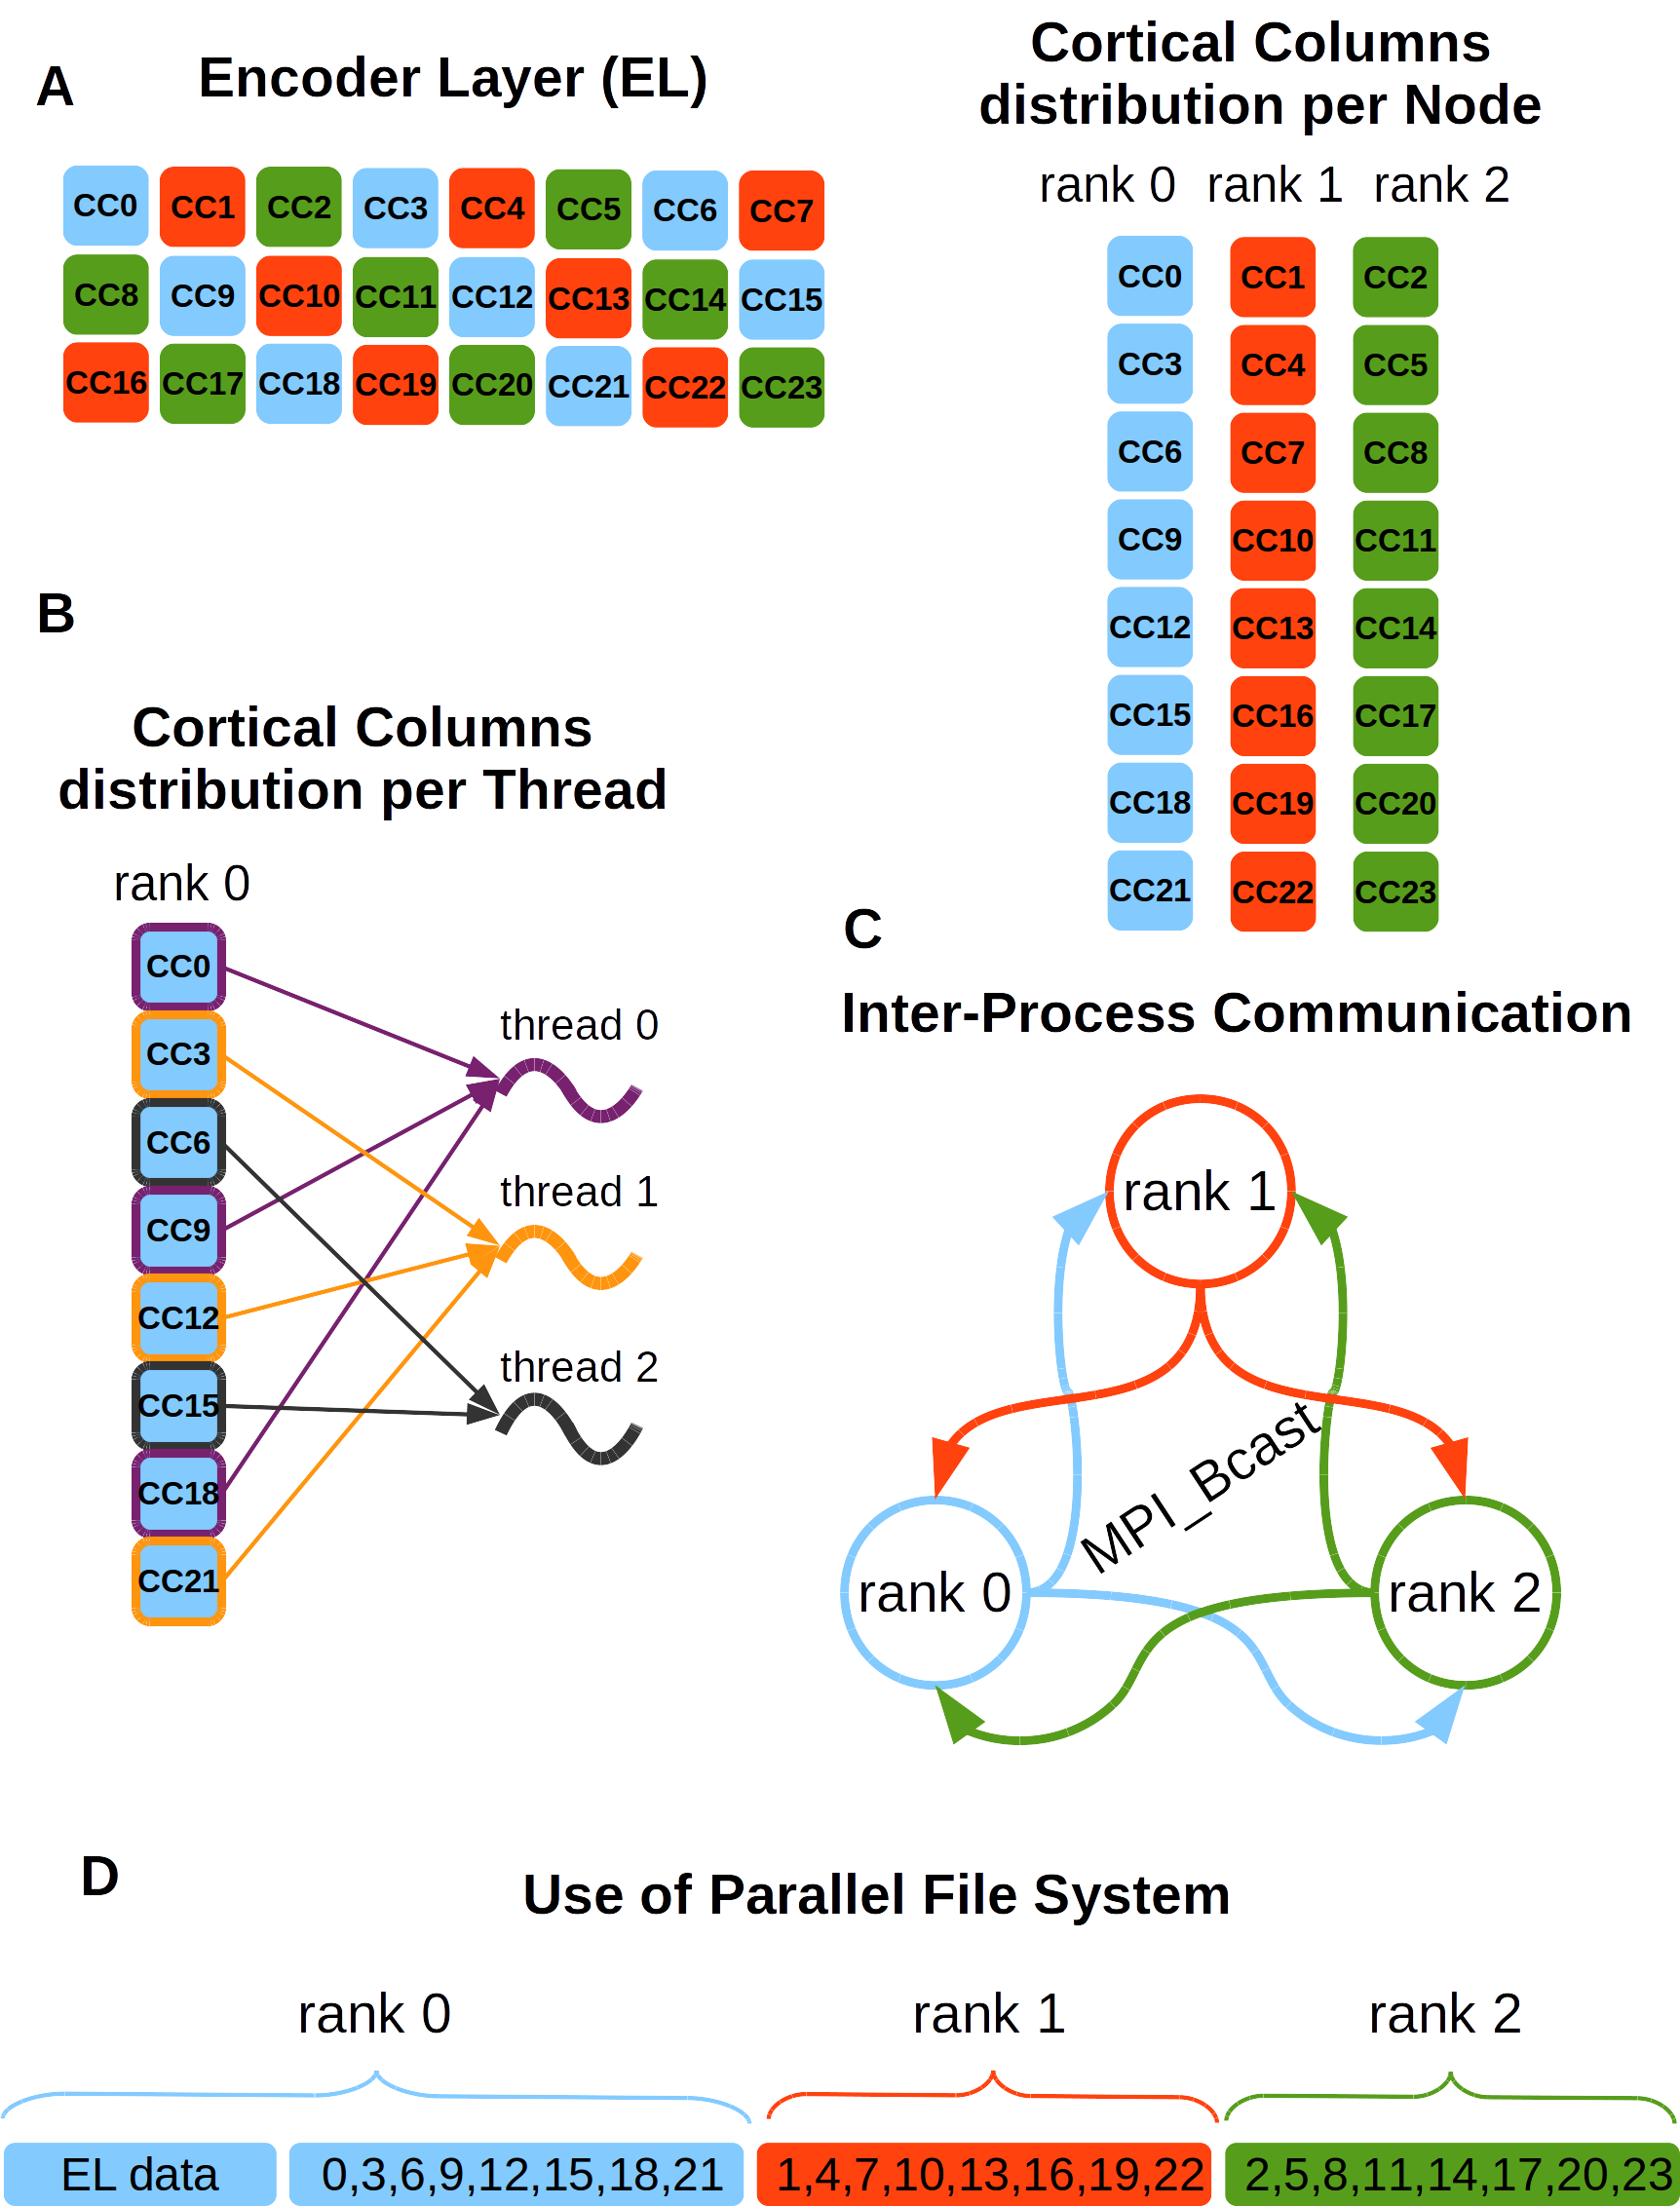 A
Encoder Layer (EL)
CC0 CC1 CC2 CC3 CC4 CC5 CC6 CC7
CC8 CC9 CC10 CC11 CC12 CC13 CC14 CC15
CC16 CC17 CC18 CC19 CC20 CC21 CC22 CC23
Cortical Columns
distribution per Node
rank 0 rank 1 rank 2
CC0 CC1 CC2
CC3 CC4 CC5
CC6 CC7 CC8
CC9 CC10 CC11
CC12 CC13 CC14
CC15 CC16 CC17
CC18 CC19 CC20
CC21 CC22 CC23
B
Cortical Columns
distribution per Thread
rank 0
CC0
CC3
CC6
CC9
CC12
CC15
CC18
CC21
thread 0
thread 1
thread 2
C
Inter-Process Communication
rank 1
MPI_Bcast
rank 0
rank 2
D
Use of Parallel File System
rank 0 rank 1 rank 2
EL data 0,3,6,9,12,15,18,21 1,4,7,10,13,16,19,22 2,5,8,11,14,17,20,23